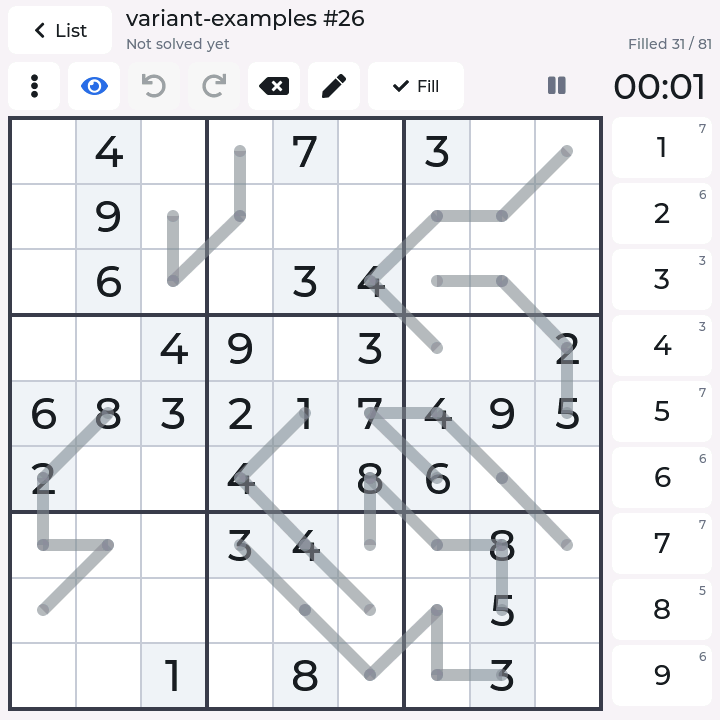 List
variant-examples #26
Not solved yet
Filled 31 / 81
Fill
00:01
4 7 3
9
6 3 4
4 9 3 2
6 8 3 2 1 7 4 9 5
2 4 8 6
3 4 8
5
1 8 3
1 7
2 6
3 3
4 3
5 7
6 6
7 7
8 5
9 6